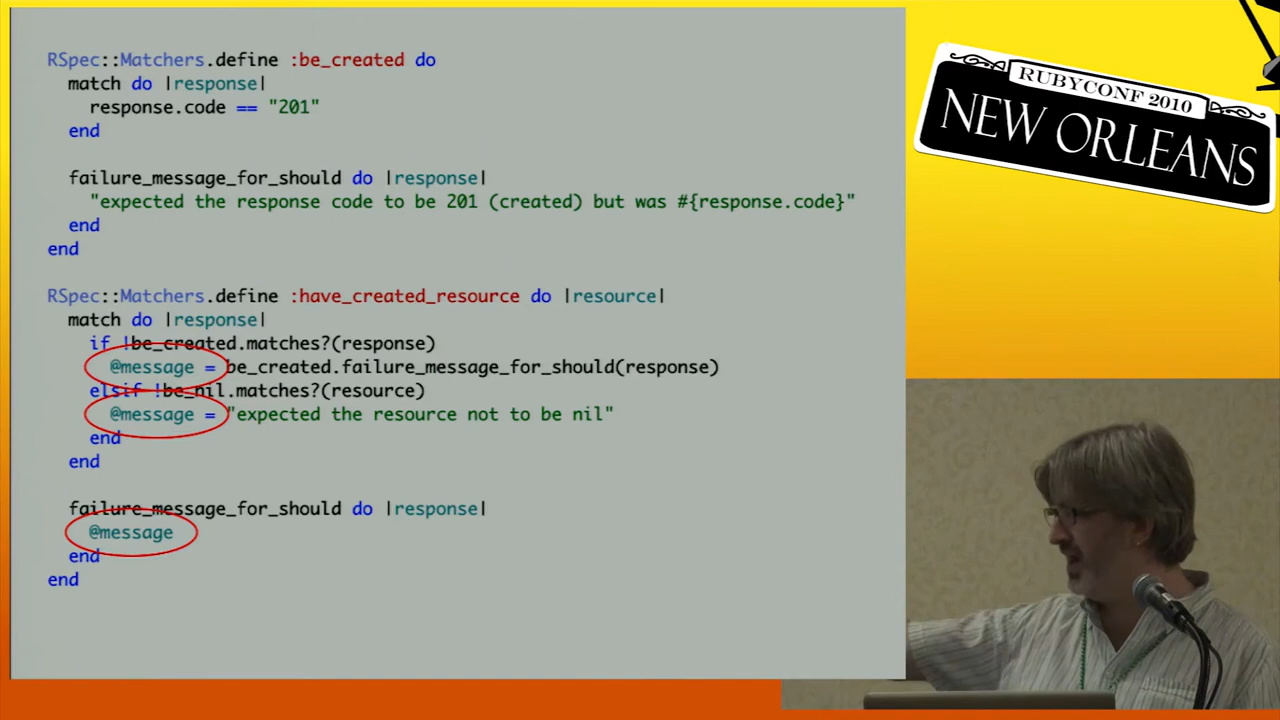 RSpec::Matchers.define :be_created do
match do |response|
response.code == "201"
end
failure_message_for_should do |response|
"expected the response code to be 201 (created) but was #{response.code}"
end
end
RSpec::Matchers.define :have_created_resource do |resource|
match do |response|
if !be_created.matches?(response)
@message = be_created.failure_message_for_should(response)
elsif !be_nil.matches?(resource)
@message = "expected the resource not to be nil"
end
end
failure_message_for_should do |response|
@message
end
end
RUBYCONF 2010
NEW ORLEANS